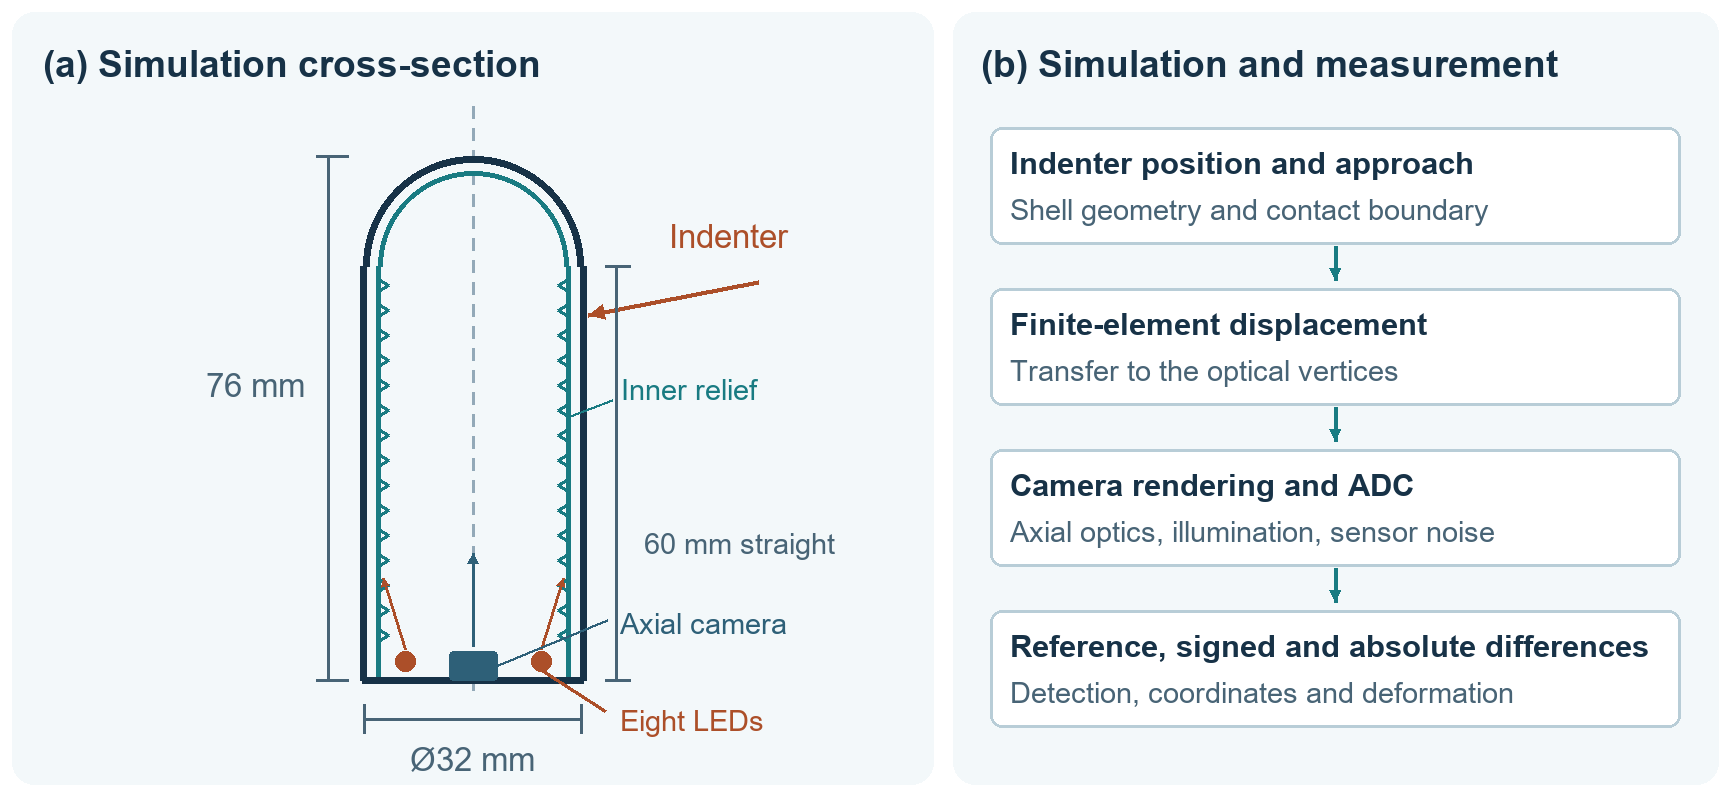 (a) Simulation cross-section
Indenter
76 mm
Inner relief
60 mm straight
Axial camera
Eight LEDs
Ø32 mm
(b) Simulation and measurement
Indenter position and approach
Shell geometry and contact boundary
Finite-element displacement
Transfer to the optical vertices
Camera rendering and ADC
Axial optics, illumination, sensor noise
Reference, signed and absolute differences
Detection, coordinates and deformation